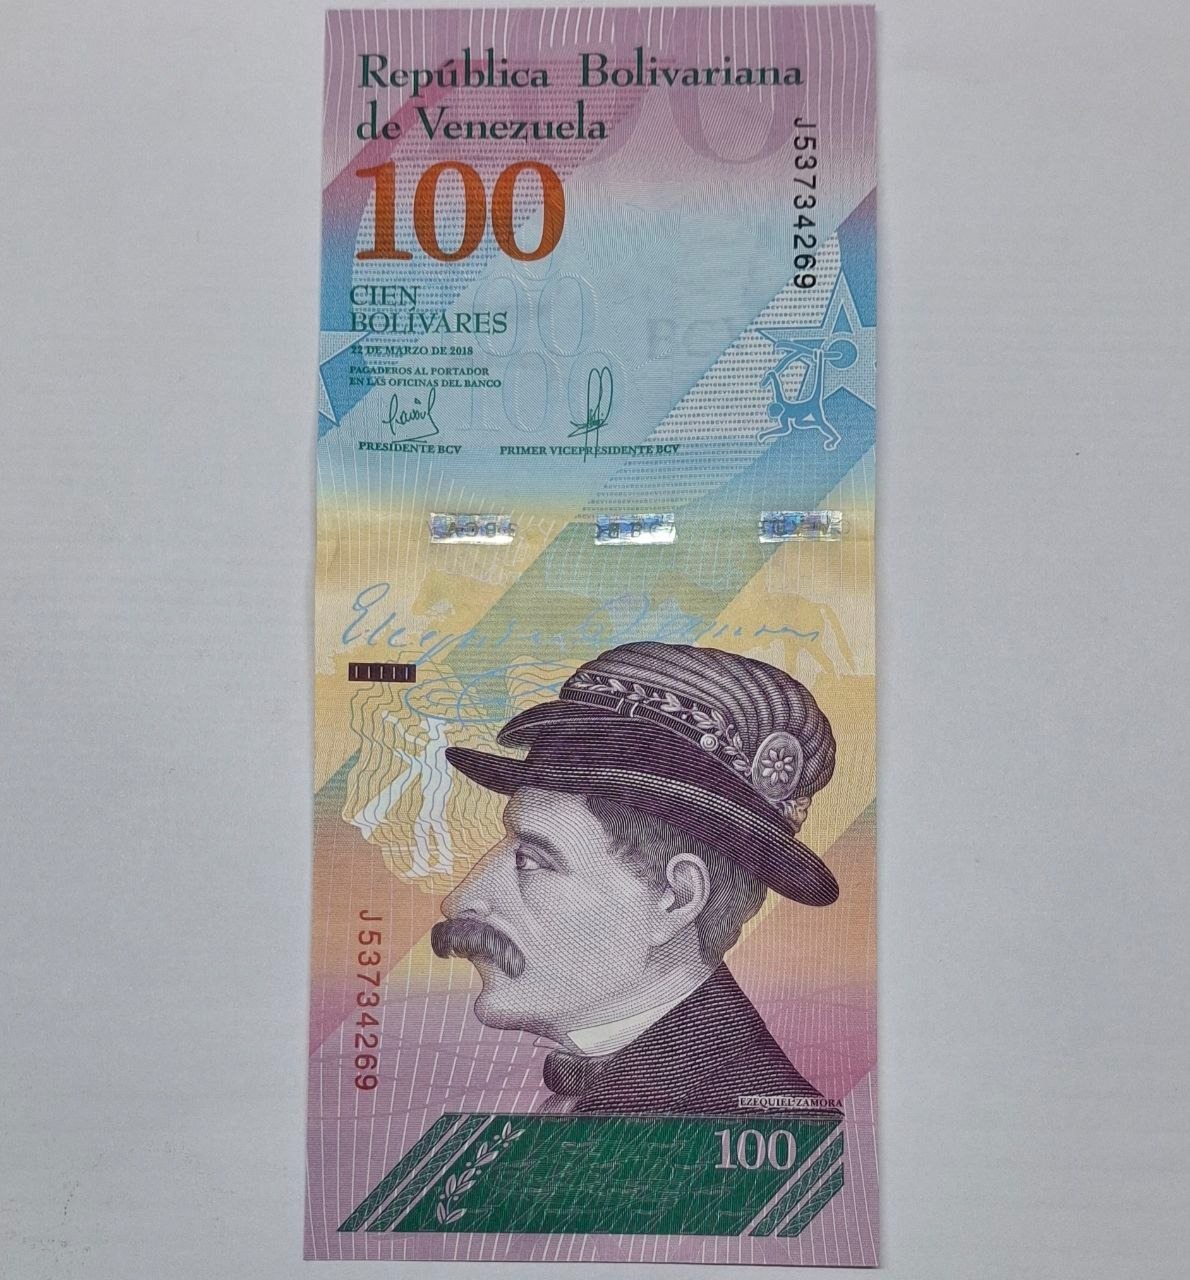 República Bolivariana
de Venezuela
100
J53734269
CIEN
BOLÍVARES
22 DE MARZO DE 2018
PAGADEROS AL PORTADOR
EN LAS OFICINAS DEL BANCO
PRESIDENTE BCV
PRIMER VICEPRESIDENTE BCV
J53734269
EZEQUIEL ZAMORA
100